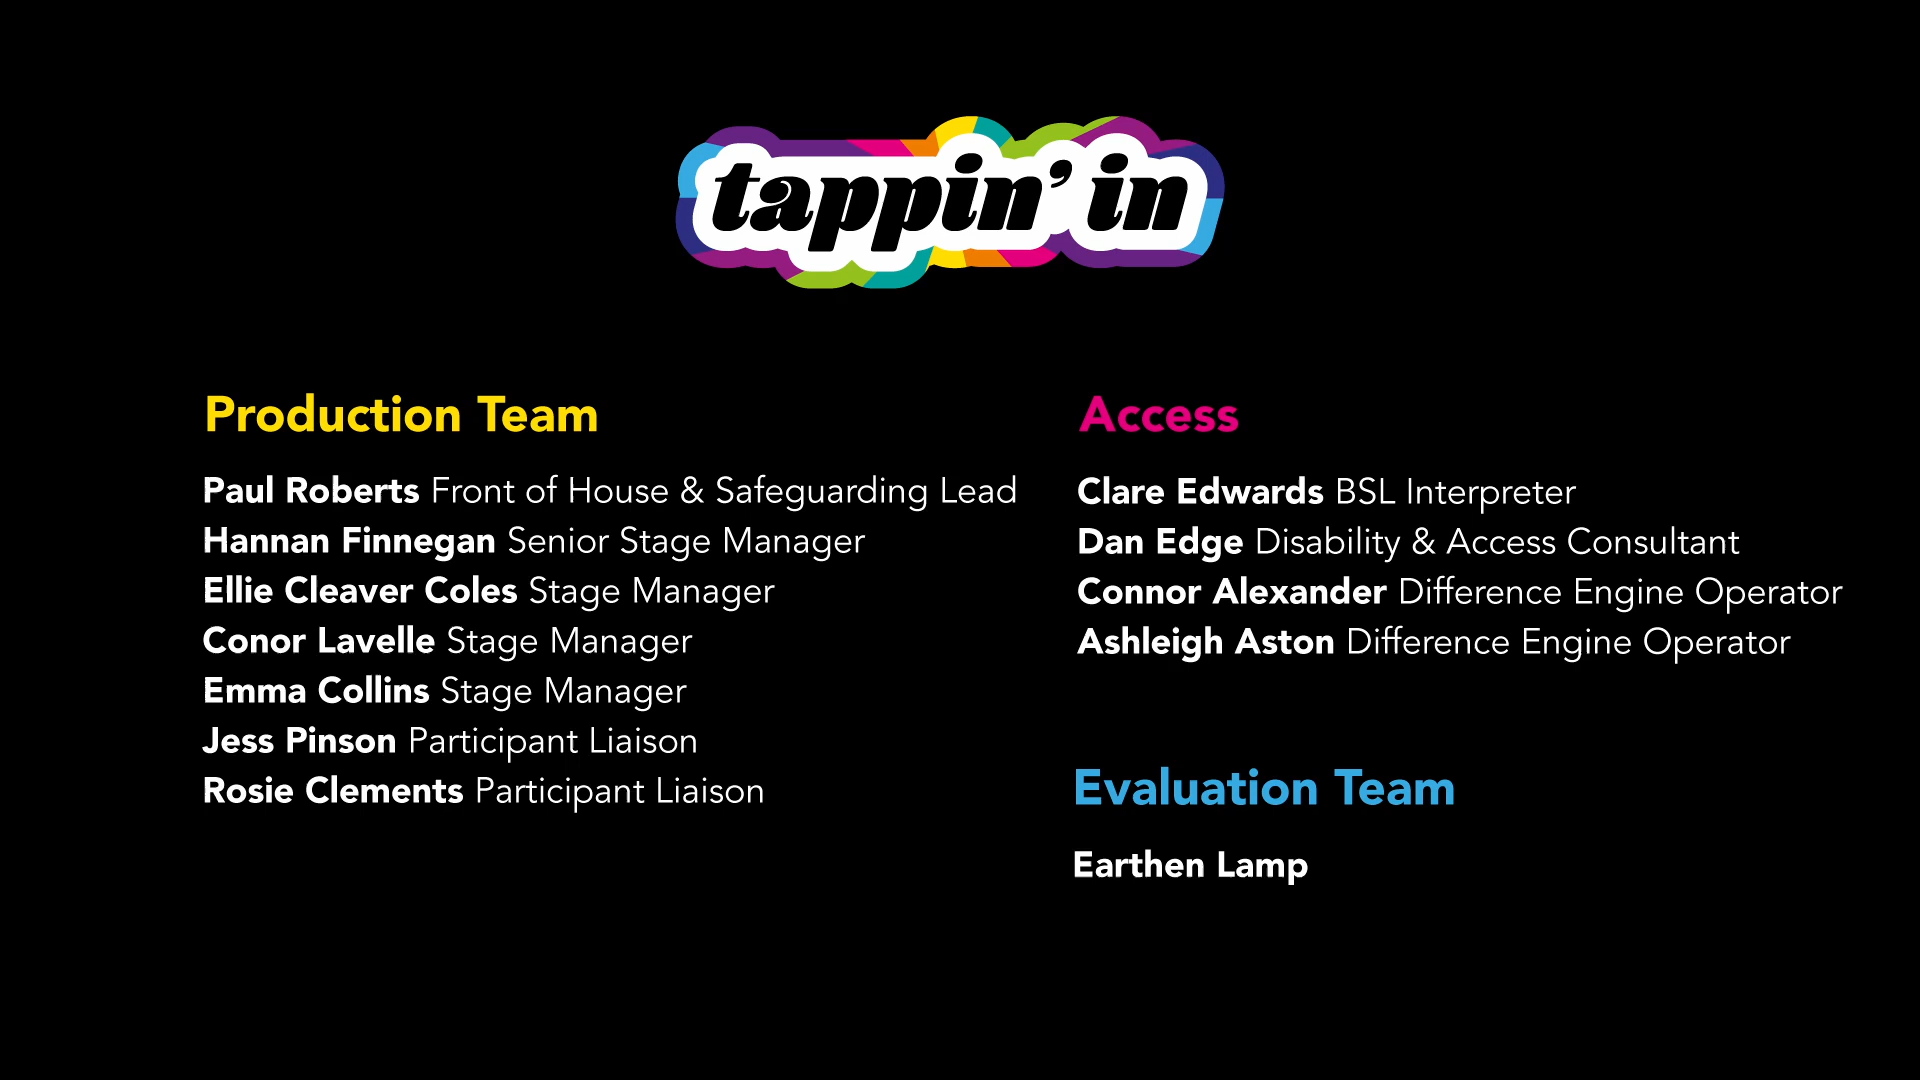 tappin’ in
Production Team
Paul Roberts Front of House & Safeguarding Lead
Hannan Finnegan Senior Stage Manager
Ellie Cleaver Coles Stage Manager
Conor Lavelle Stage Manager
Emma Collins Stage Manager
Jess Pinson Participant Liaison
Rosie Clements Participant Liaison
Access
Clare Edwards BSL Interpreter
Dan Edge Disability & Access Consultant
Connor Alexander Difference Engine Operator
Ashleigh Aston Difference Engine Operator
Evaluation Team
Earthen Lamp